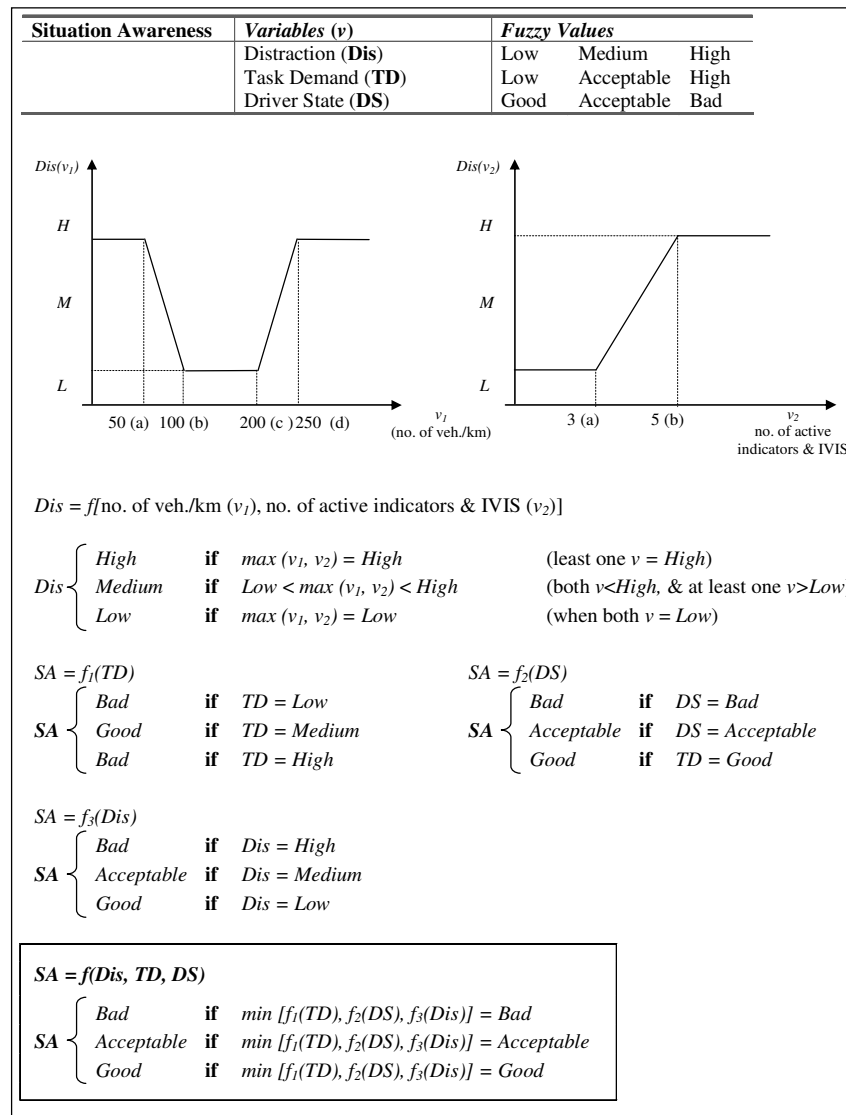 Situation Awareness Variables (v) Fuzzy Values
Distraction (Dis) Low Medium High
Task Demand (TD) Low Acceptable High
Driver State (DS) Good Acceptable Bad
Dis(v1) Dis(v2)
H H
M M
L L
50 (a) 100 (b) 200 (c ) 250 (d) v1 3 (a) 5 (b) v2
(no. of veh./km) no. of active
indicators & IVIS
Dis = f[no. of veh./km (v1), no. of active indicators & IVIS (v2)]
High if max (v1, v2) = High (least one v = High)
Dis Medium if Low < max (v1, v2) < High (both v<High, & at least one v>Low)
Low if max (v1, v2) = Low (when both v = Low)
SA = f1(TD) SA = f2(DS)
Bad if TD = Low Bad if DS = Bad
SA Good if TD = Medium SA Acceptable if DS = Acceptable
Bad if TD = High Good if TD = Good
SA = f3(Dis)
Bad if Dis = High
SA Acceptable if Dis = Medium
Good if Dis = Low
SA = f(Dis, TD, DS)
Bad if min [f1(TD), f2(DS), f3(Dis)] = Bad
SA Acceptable if min [f1(TD), f2(DS), f3(Dis)] = Acceptable
Good if min [f1(TD), f2(DS), f3(Dis)] = Good